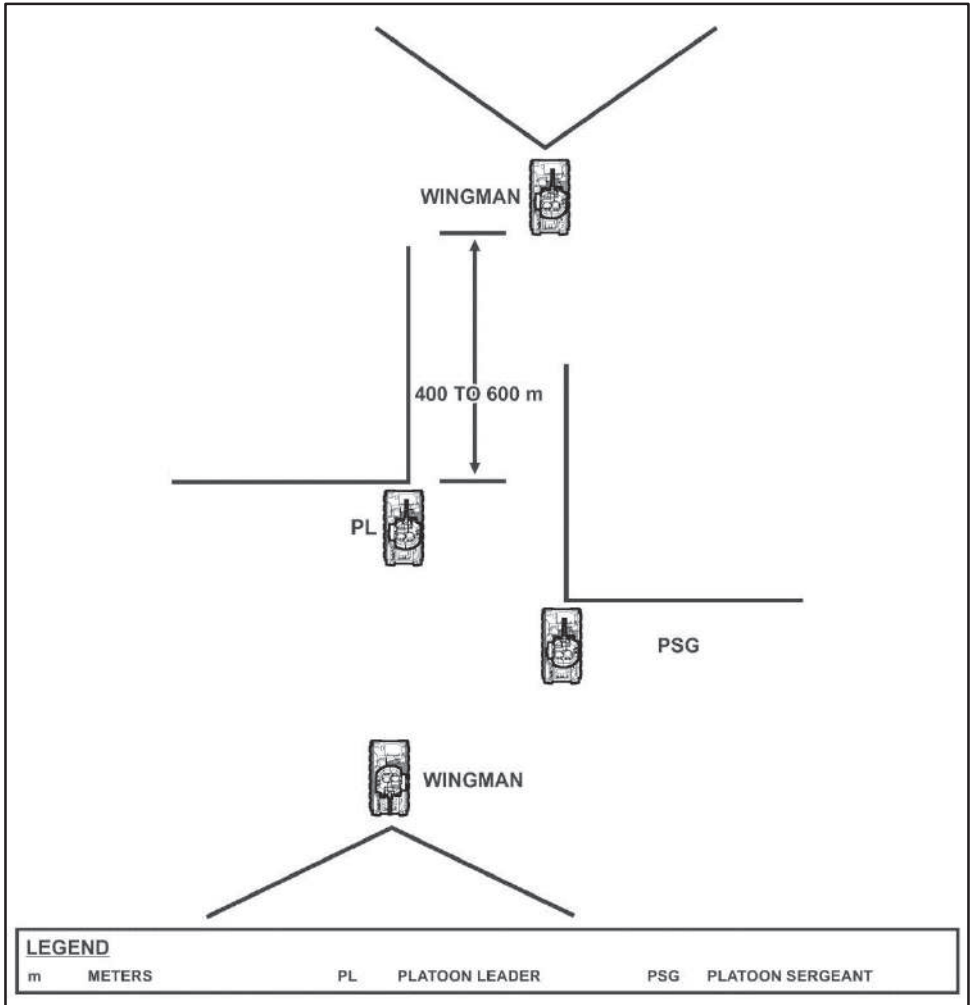 WINGMAN
400 TO 600 m
PL
PSG
WINGMAN
LEGEND
m METERS PL PLATOON LEADER PSG PLATOON SERGEANT